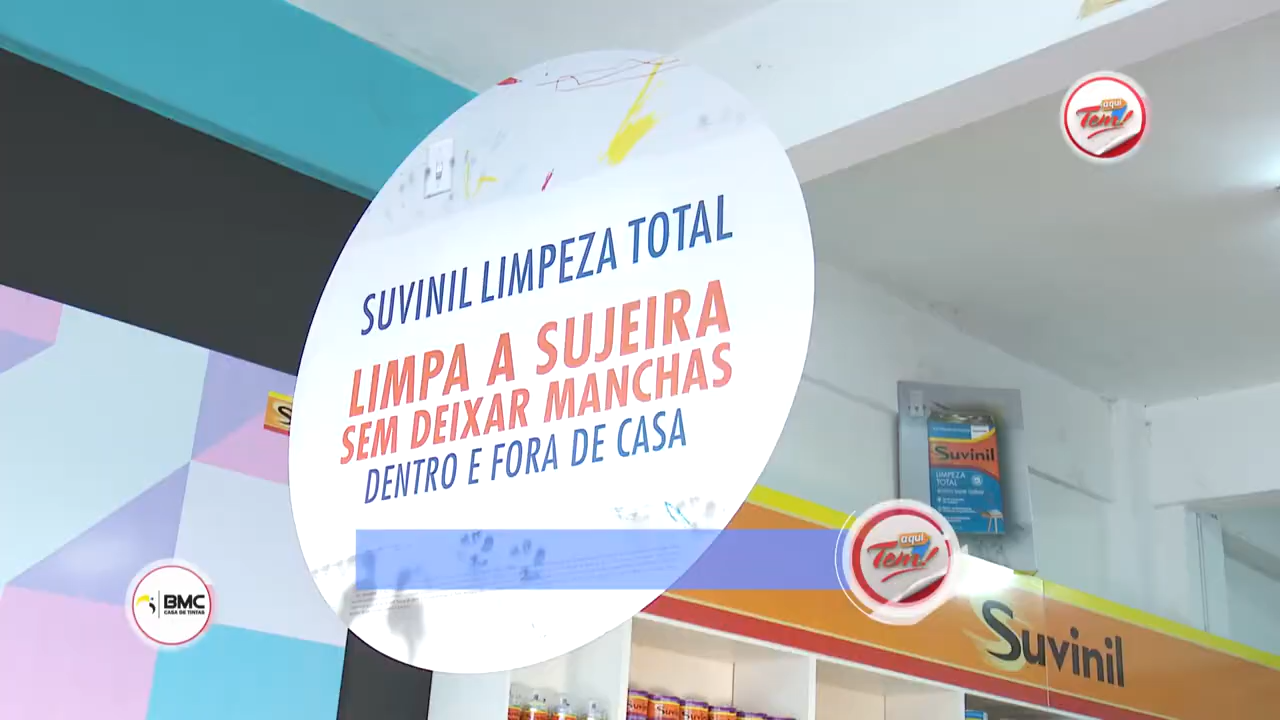 aqui
Tem!
SUVINIL LIMPEZA TOTAL
LIMPA A SUJEIRA
SEM DEIXAR MANCHAS
DENTRO E FORA DE CASA
Suvinil
LIMPEZA
TOTAL
aqui
Tem!
BMC
CASA DE TINTAS
Suvinil
Suvinil